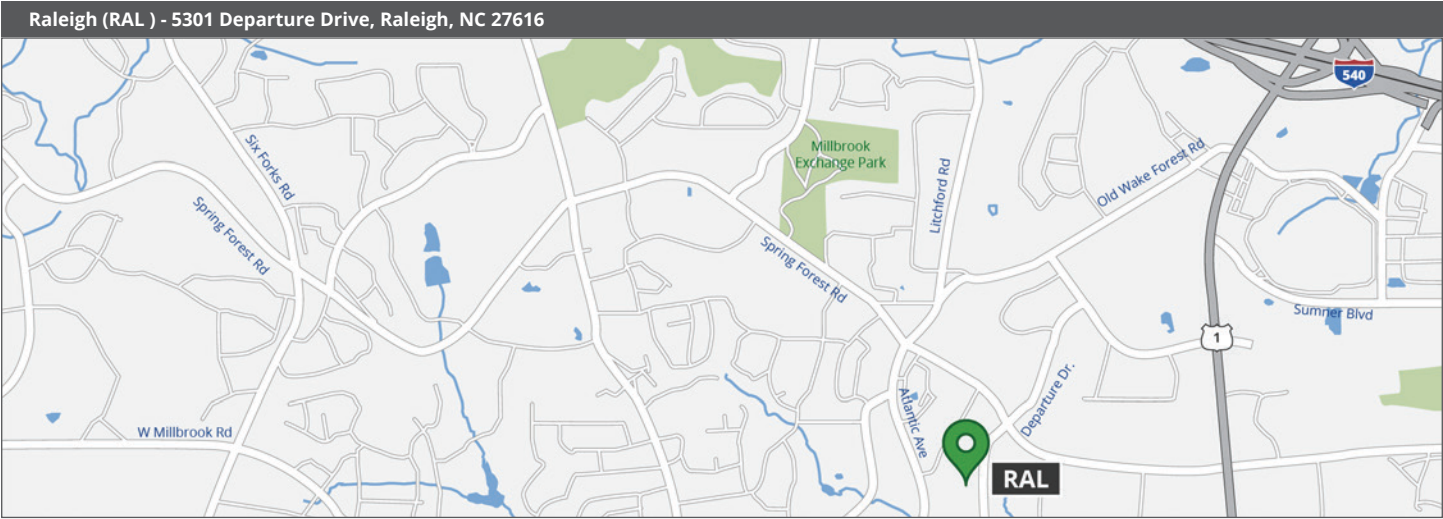 Raleigh (RAL ) - 5301 Departure Drive, Raleigh, NC 27616
540
Six Forks Rd
Millbrook
Exchange Park
Old Wake Forest Rd
Litchford Rd
Spring Forest Rd
Spring Forest Rd
Sumner Blvd
1
Departure Dr.
Atlantic Ave
W Millbrook Rd
RAL